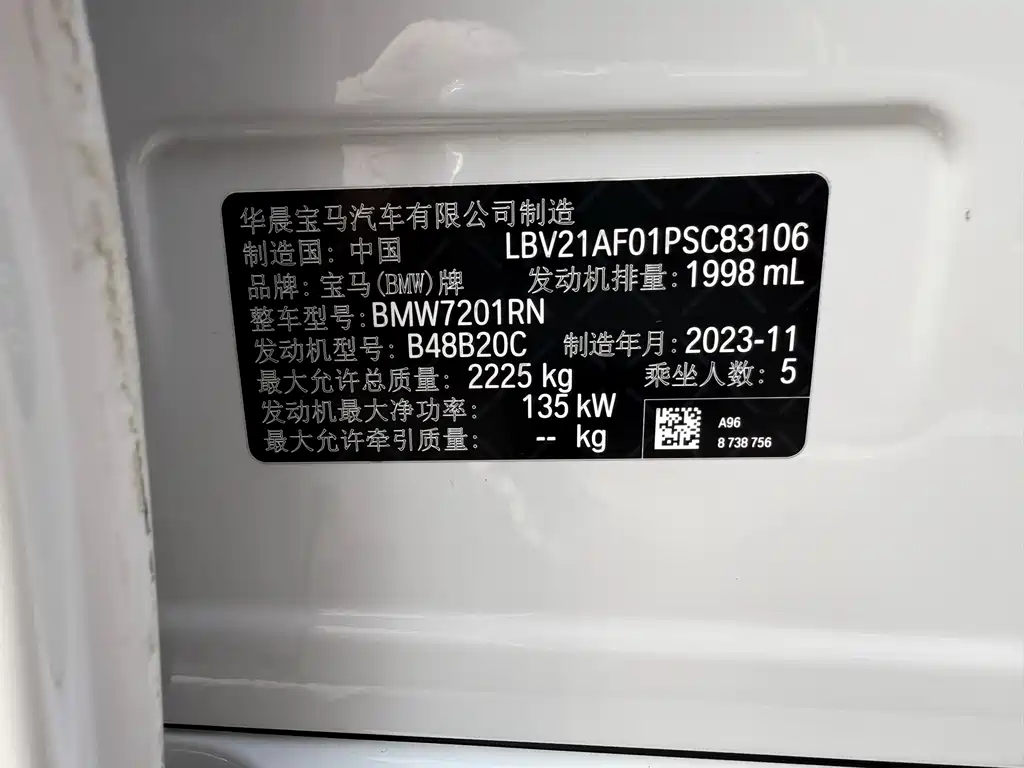 华晨宝马汽车有限公司制造
制造国: 中国 LBV21AF01PSC83106
品牌: 宝马(BMW)牌 发动机排量: 1998 mL
整车型号: BMW7201RN
发动机型号: B48B20C 制造年月: 2023-11
最大允许总质量: 2225 kg 乘坐人数: 5
发动机最大净功率: 135 kW
最大允许牵引质量: -- kg
A96
8 738 756